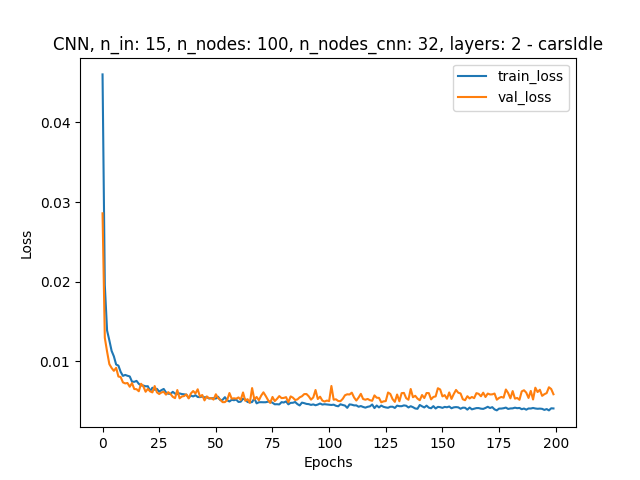 CNN, n_in: 15, n_nodes: 100, n_nodes_cnn: 32, layers: 2 - carsIdle
train_loss
val_loss
0.04
0.03
0.02
0.01
Loss
0 25 50 75 100 125 150 175 200
Epochs